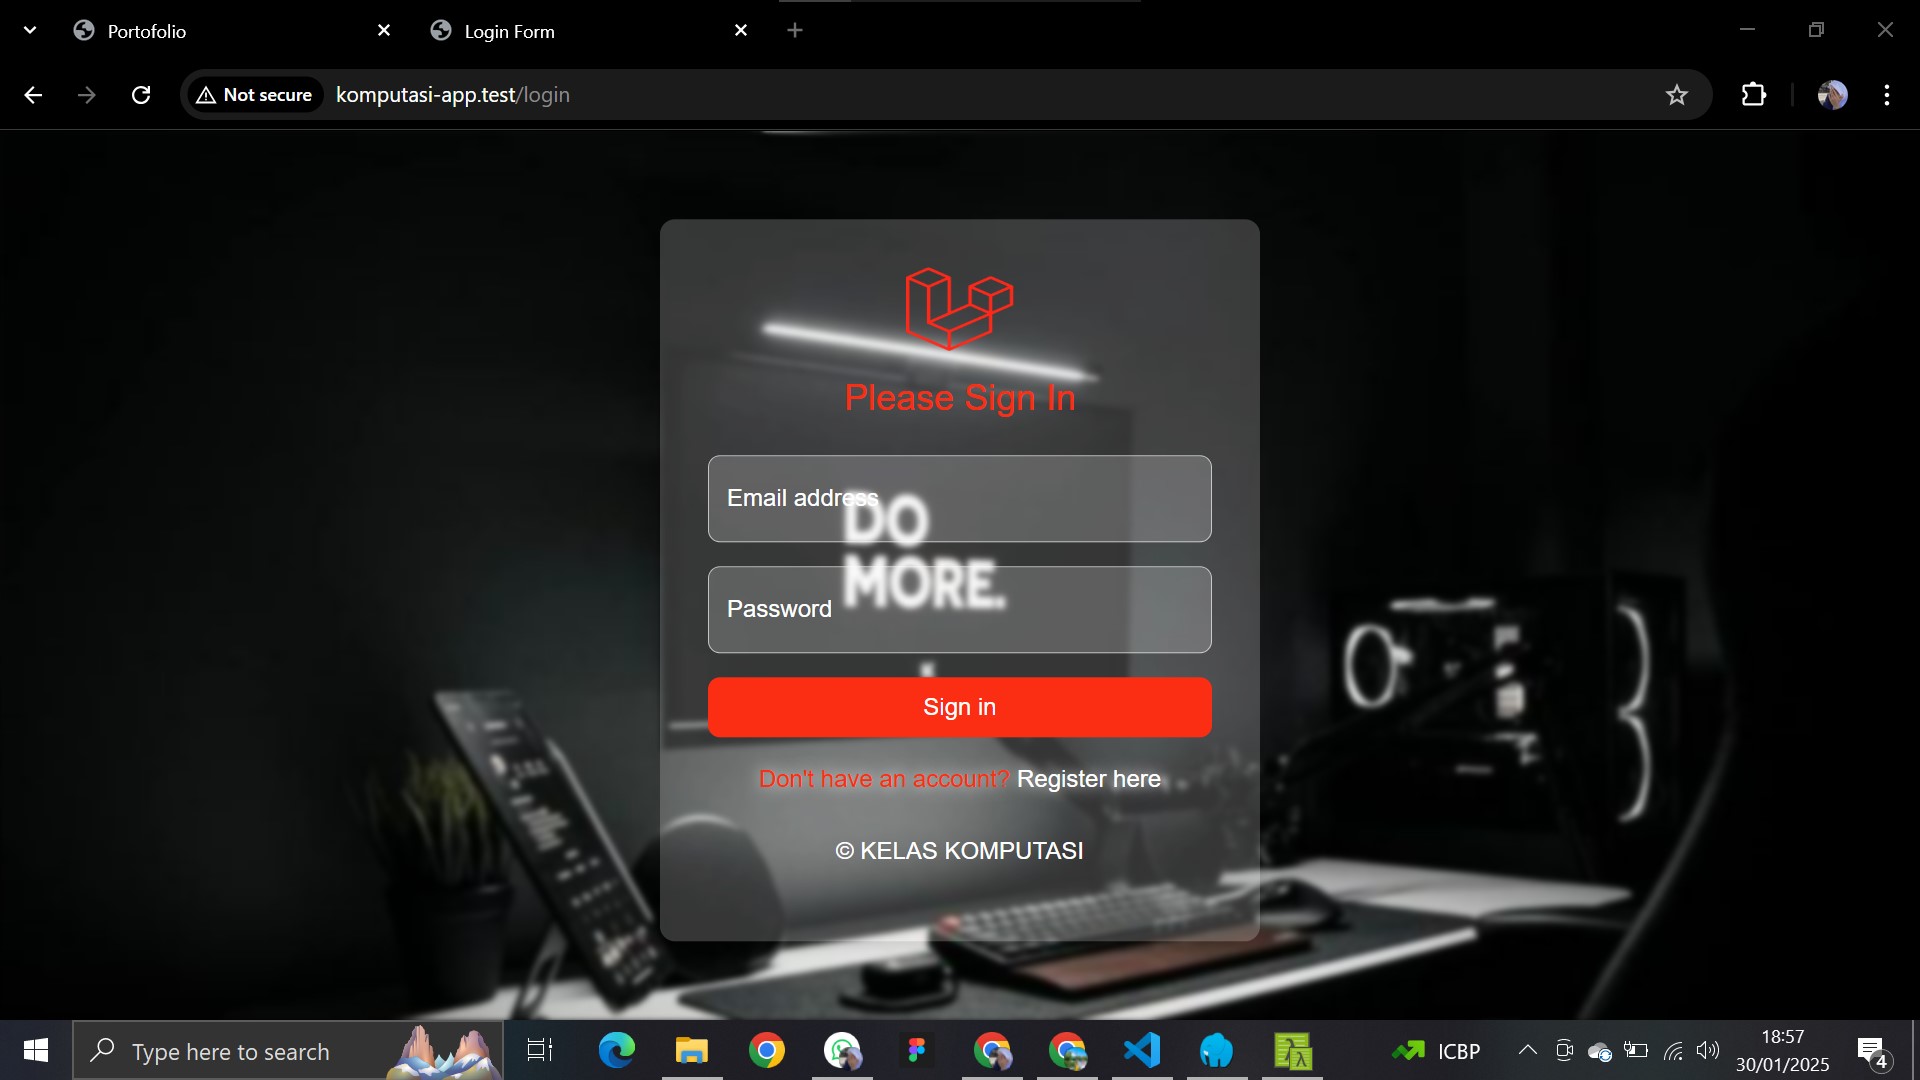 Portofolio
Login Form
Not secure
komputasi-app.test/login
Please Sign In
Email address
DO
MORE.
Password
Sign in
Don't have an account? Register here
© KELAS KOMPUTASI
Type here to search
ICBP
18:57
30/01/2025
4